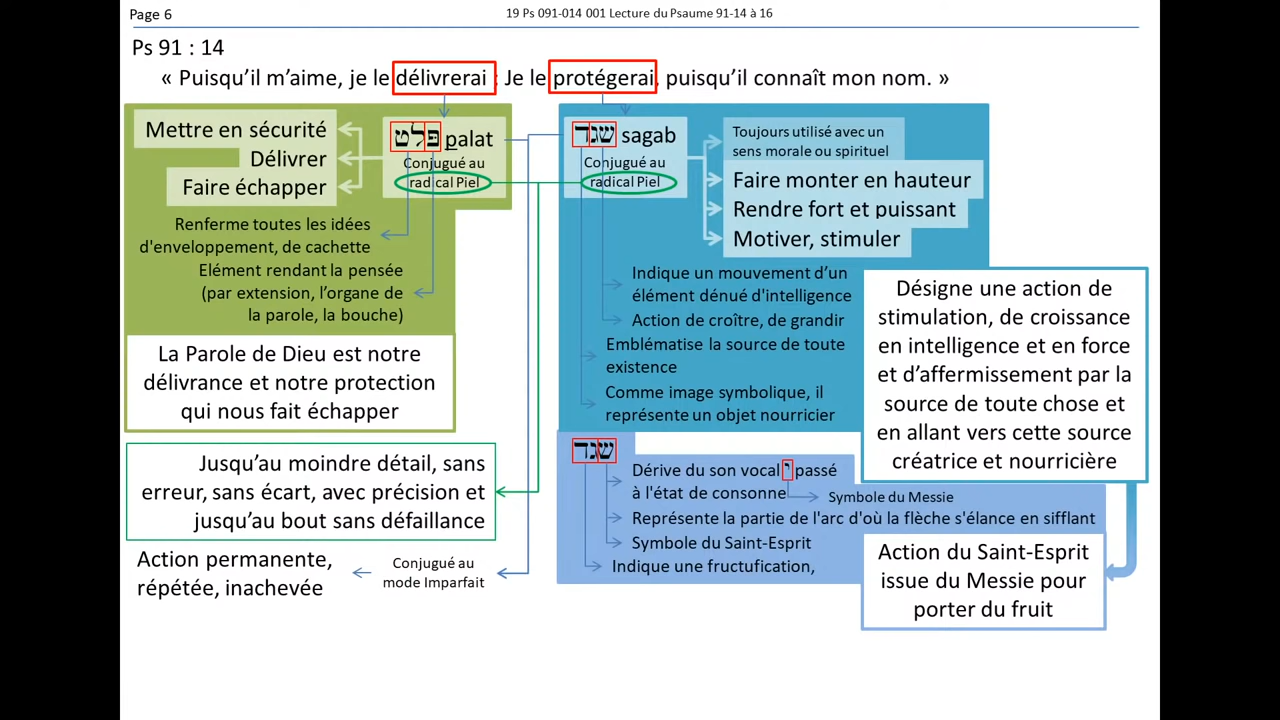 Page 6
19 Ps 091-014 001 Lecture du Psaume 91-14 à 16
Ps 91 : 14
« Puisqu’il m’aime, je le délivrerai : Je le protégerai, puisqu’il connaît mon nom. »
Mettre en sécurité
Délivrer
Faire échapper
פלט palat
Conjugué au
radical Piel
Renferme toutes les idées
d'enveloppement, de cachette
Elément rendant la pensée
(par extension, l’organe de
la parole, la bouche)
La Parole de Dieu est notre
délivrance et notre protection
qui nous fait échapper
שגד sagab
Conjugué au
radical Piel
Toujours utilisé avec un
sens morale ou spirituel
Faire monter en hauteur
Rendre fort et puissant
Motiver, stimuler
Indique un mouvement d’un
élément dénué d'intelligence
Action de croître, de grandir
Emblématise la source de toute
existence
Comme image symbolique, il
représente un objet nourricier
Désigne une action de
stimulation, de croissance
en intelligence et en force
et d’affermissement par la
source de toute chose et
en allant vers cette source
créatrice et nourricière
שגד
Dérive du son vocal י passé
à l'état de consonne
Symbole du Messie
Représente la partie de l'arc d'où la flèche s'élance en sifflant
Symbole du Saint-Esprit
Indique une fructufication,
Action du Saint-Esprit
issue du Messie pour
porter du fruit
Jusqu’au moindre détail, sans
erreur, sans écart, avec précision et
jusqu’au bout sans défaillance
Action permanente,
répétée, inachevée
Conjugué au
mode Imparfait